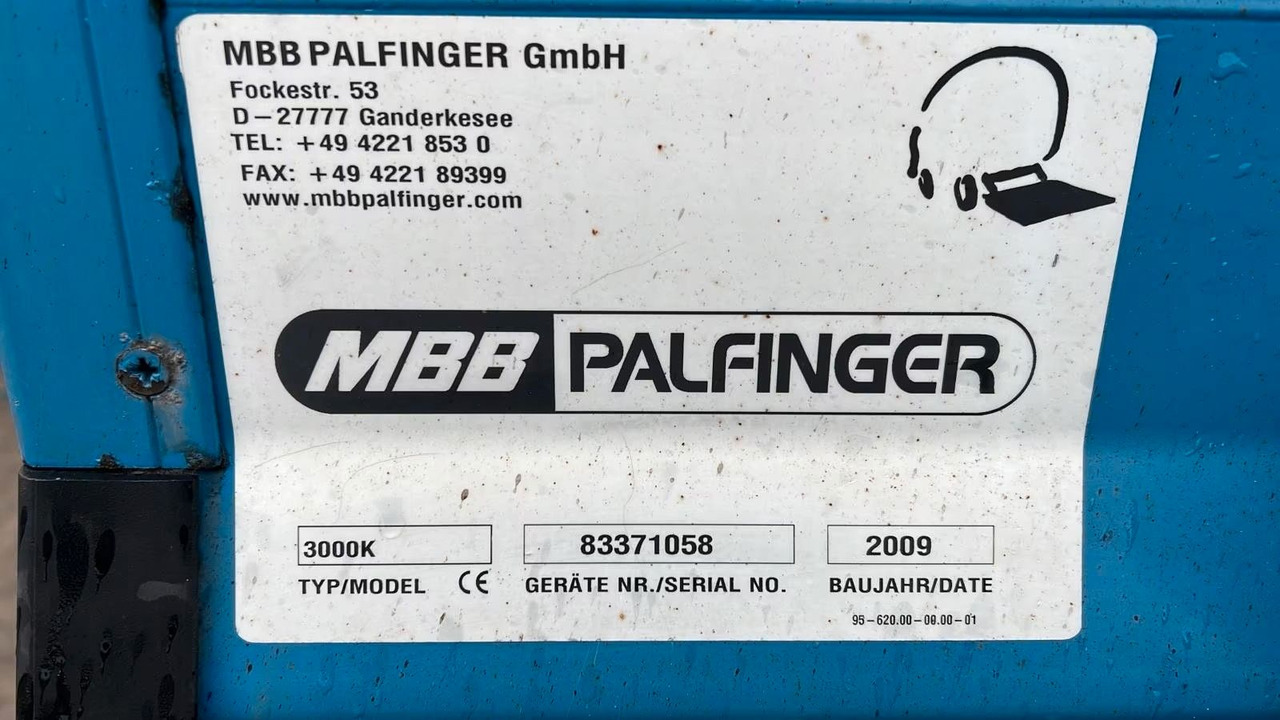 MBB PALFINGER GmbH
Fockestr. 53
D-27777 Ganderkesee
TEL: +49 4221 853 0
FAX: +49 4221 89399
www.mbbpalfinger.com
MBB PALFINGER
3000K 83371058 2009
TYP/MODEL CE GERÄTE NR./SERIAL NO. BAUJAHR/DATE
95-620.00-00.00-01